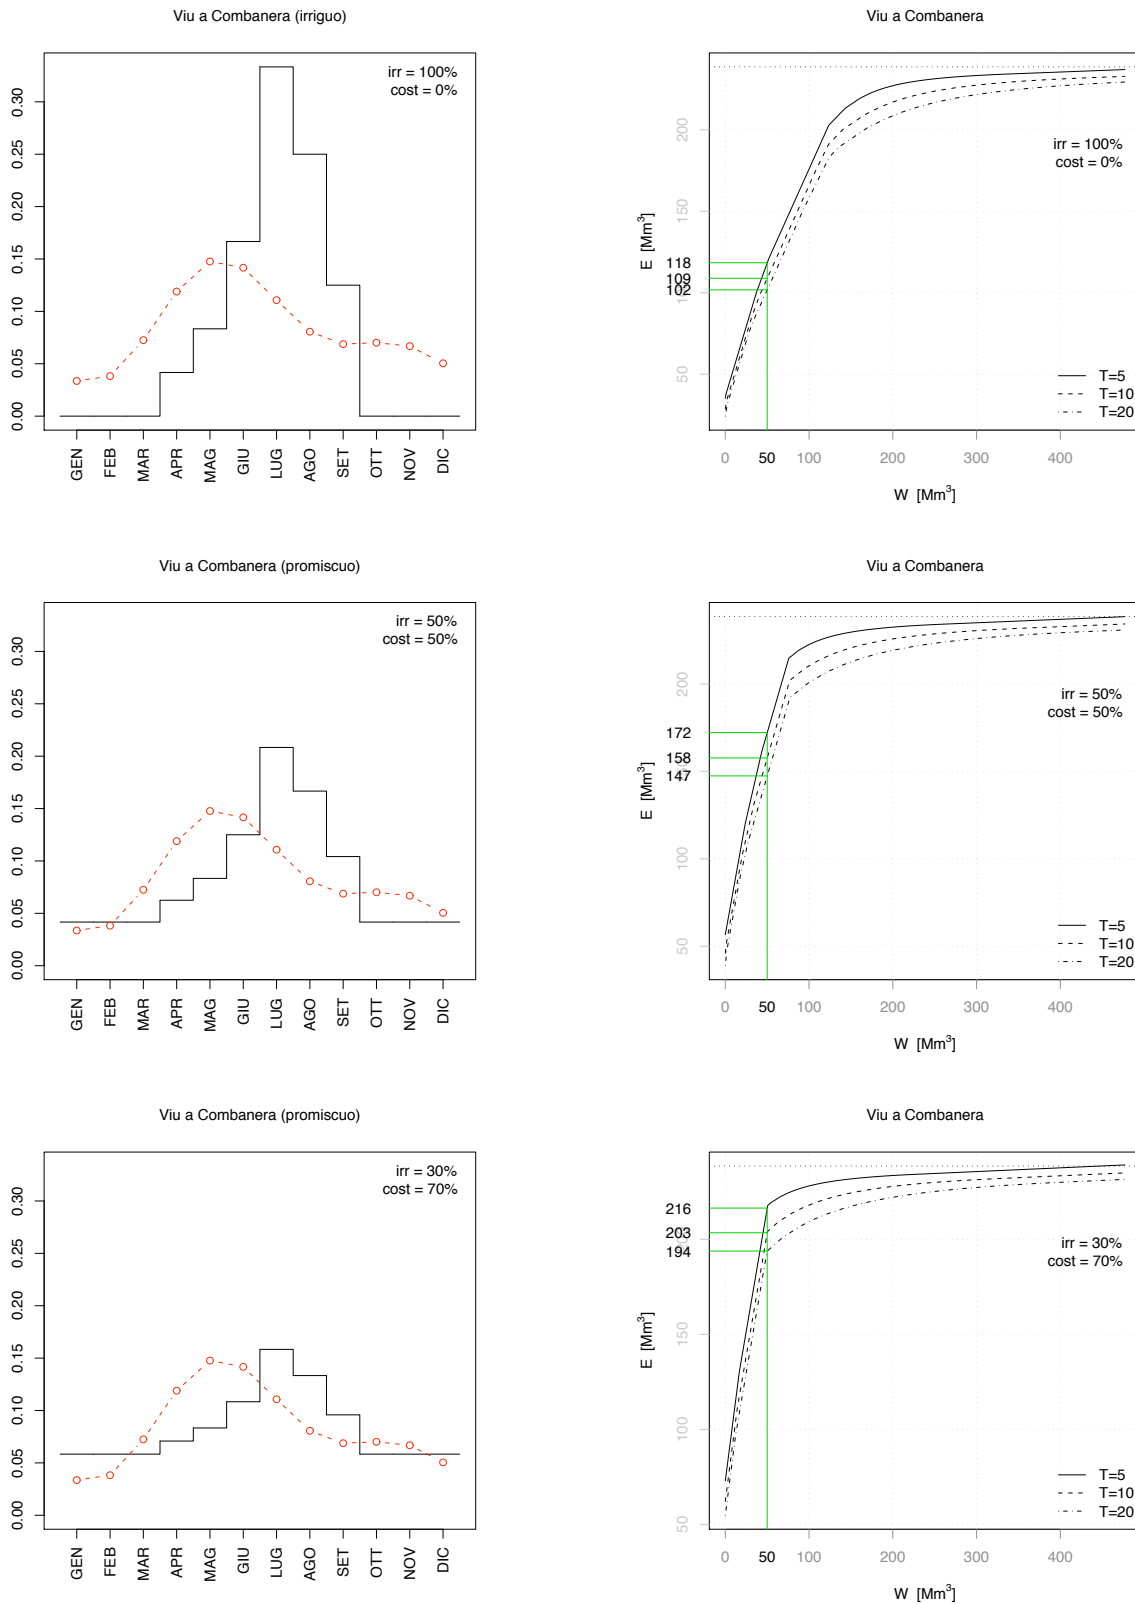 Viu a Combanera (irriguo)
irr = 100%
cost = 0%
0.30
0.25
0.20
0.15
0.10
0.05
0.00
GEN FEB MAR APR MAG GIU LUG AGO SET OTT NOV DIC
Viu a Combanera
irr = 100%
cost = 0%
E [Mm³]
200
150
100
50
118
109
102
T=5
T=10
T=20
0 50 100 200 300 400
W [Mm³]
Viu a Combanera (promiscuo)
irr = 50%
cost = 50%
0.30
0.25
0.20
0.15
0.10
0.05
0.00
GEN FEB MAR APR MAG GIU LUG AGO SET OTT NOV DIC
Viu a Combanera
irr = 50%
cost = 50%
E [Mm³]
200
150
100
50
172
158
147
T=5
T=10
T=20
0 50 100 200 300 400
W [Mm³]
Viu a Combanera (promiscuo)
irr = 30%
cost = 70%
0.30
0.25
0.20
0.15
0.10
0.05
0.00
GEN FEB MAR APR MAG GIU LUG AGO SET OTT NOV DIC
Viu a Combanera
irr = 30%
cost = 70%
E [Mm³]
200
150
100
50
216
203
194
T=5
T=10
T=20
0 50 100 200 300 400
W [Mm³]